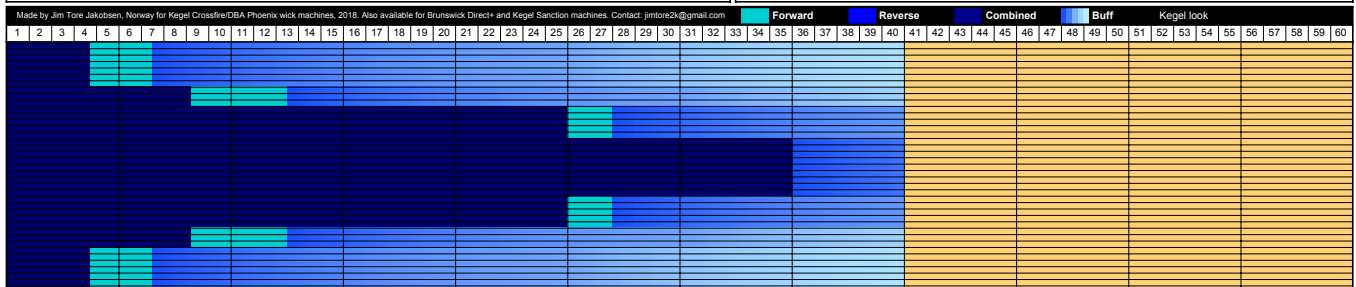 Made by Jim Tore Jakobsen, Norway for Kegel Crossfire/DBA Phoenix wick machines, 2018. Also available for Brunswick Direct+ and Kegel Sanction machines. Contact: jimtore2k@gmail.com Forward Reverse Combined Buff Kegel look
1 2 3 4 5 6 7 8 9 10 11 12 13 14 15 16 17 18 19 20 21 22 23 24 25 26 27 28 29 30 31 32 33 34 35 36 37 38 39 40 41 42 43 44 45 46 47 48 49 50 51 52 53 54 55 56 57 58 59 60